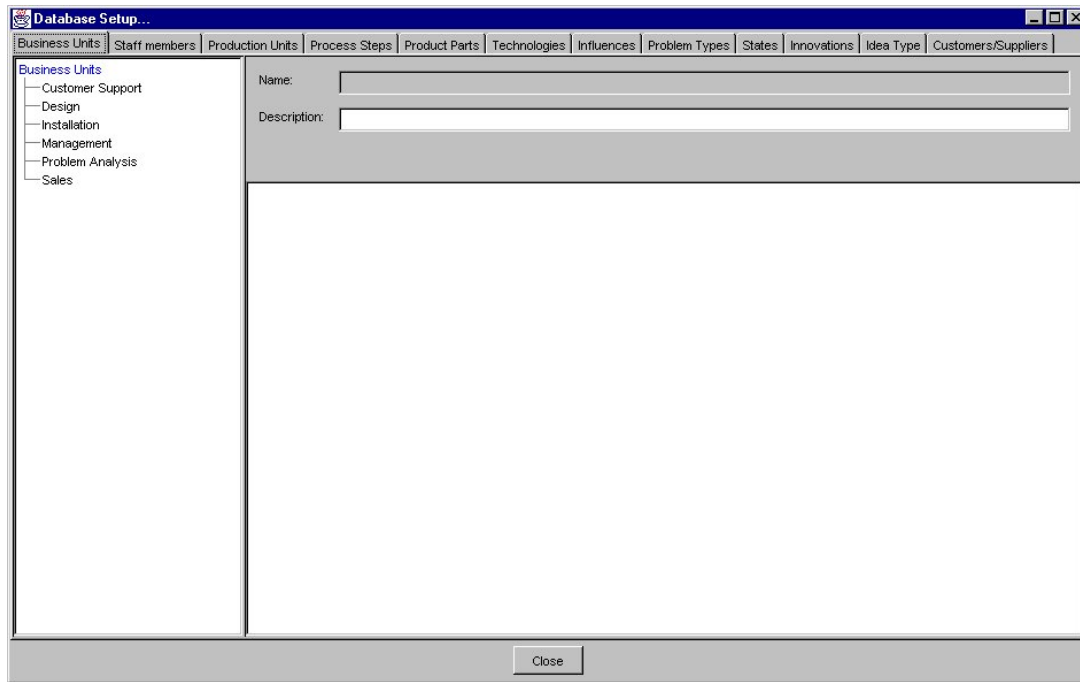 Database Setup...
Business Units Staff members Production Units Process Steps Product Parts Technologies Influences Problem Types States Innovations Idea Type Customers/Suppliers
Business Units
Customer Support
Design
Installation
Management
Problem Analysis
Sales
Name:
Description:
Close